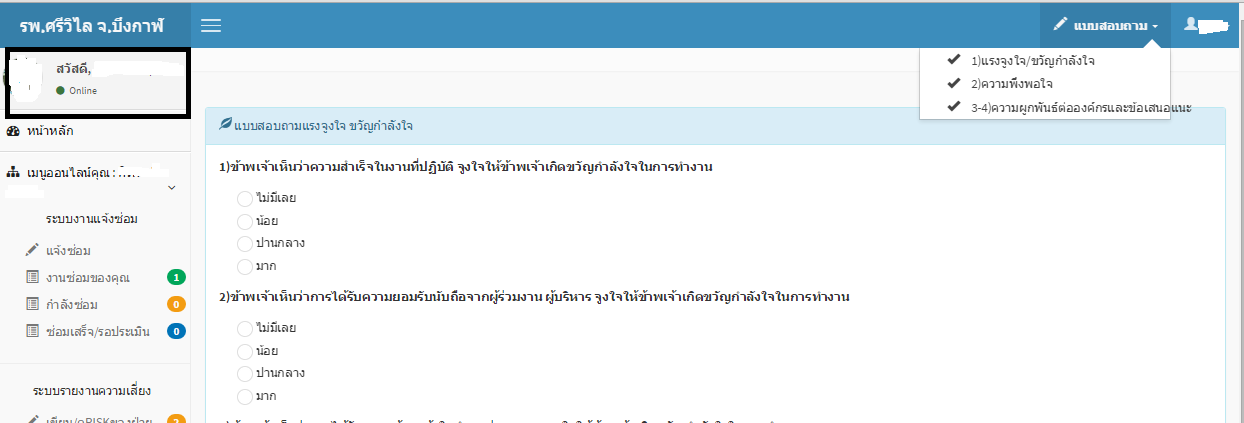 รพ.ศรีวิไล จ.บึงกาฬ
แบบสอบถาม
สวัสดี,
Online
1)แรงจูงใจ/ขวัญกำลังใจ
2)ความพึงพอใจ
3-4)ความผูกพันธ์ต่อองค์กรและข้อเสนอแนะ
หน้าหลัก
เมนูออนไลน์คุณ :
ระบบงานแจ้งซ่อม
แจ้งซ่อม
งานซ่อมของคุณ 1
กำลังซ่อม 0
ซ่อมเสร็จ/รอประเมิน 0
ระบบรายงานความเสี่ยง
แบบสอบถามแรงจูงใจ ขวัญกำลังใจ
1)ข้าพเจ้าเห็นว่าความสำเร็จในงานที่ปฏิบัติ จูงใจให้ข้าพเจ้าเกิดขวัญกำลังใจในการทำงาน
ไม่มีเลย
น้อย
ปานกลาง
มาก
2)ข้าพเจ้าเห็นว่าการได้รับความยอมรับนับถือจากผู้ร่วมงาน ผู้บริหาร จูงใจให้ข้าพเจ้าเกิดขวัญกำลังใจในการทำงาน
ไม่มีเลย
น้อย
ปานกลาง
มาก